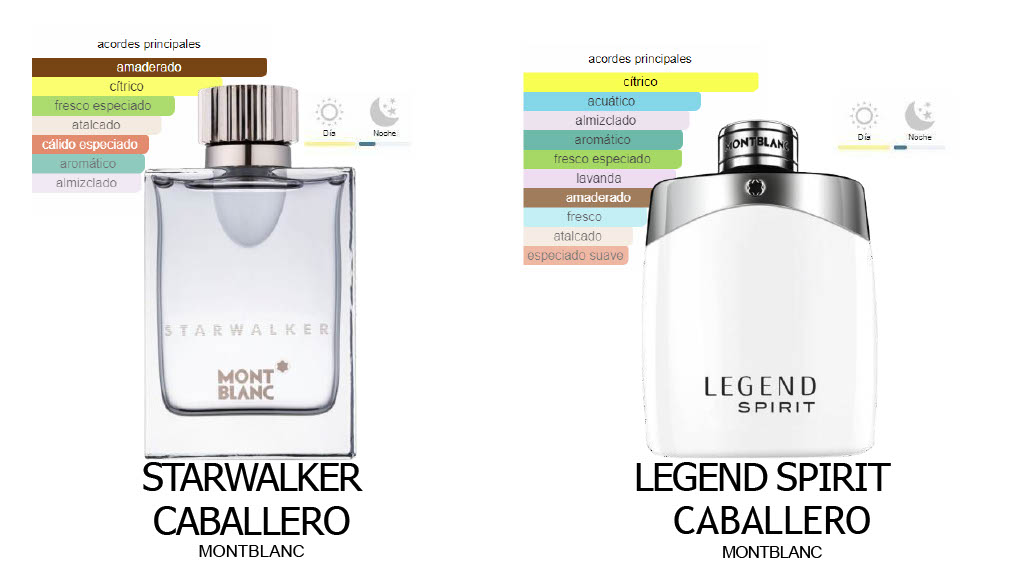 acordes principales
amaderado
cítrico
fresco especiado
atalcado
cálido especiado
aromático
almizclado
Día
Noche
STARWALKER
MONT
BLANC
STARWALKER
CABALLERO
MONTBLANC
acordes principales
cítrico
acuático
almizclado
aromático
fresco especiado
lavanda
amaderado
fresco
atalcado
especiado suave
Día
Noche
MONTBLANC
LEGEND
SPIRIT
LEGEND SPIRIT
CABALLERO
MONTBLANC